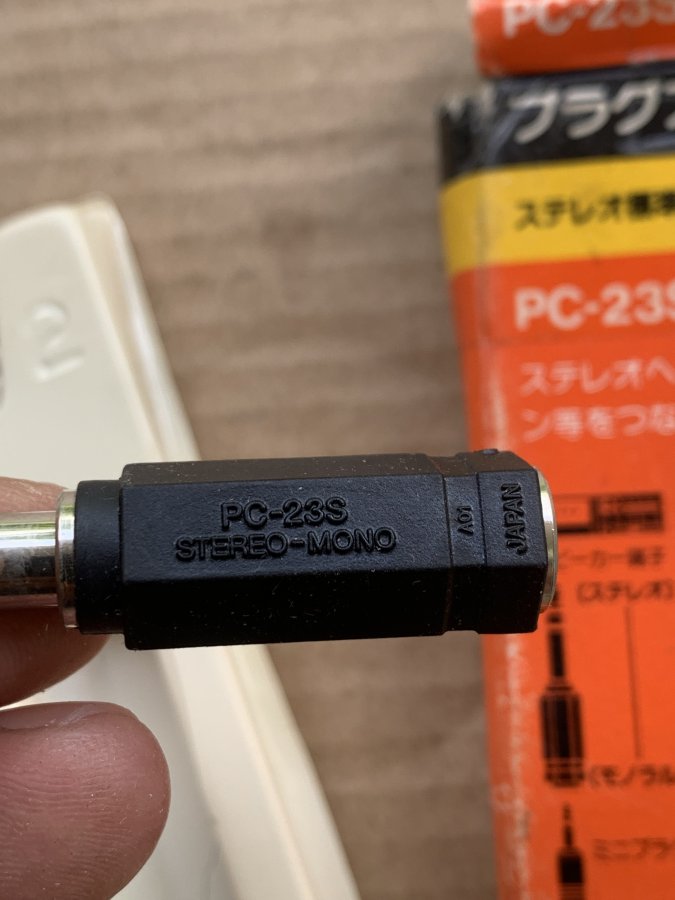 PC-23S
プラグ
ステレオ標準
PC-23S
ステレオヘ
ン等をつな
PC-23S
STEREO-MONO
A01
JAPAN
ピーカー端子
(ステレオ)
(モノラル
ミニプラ